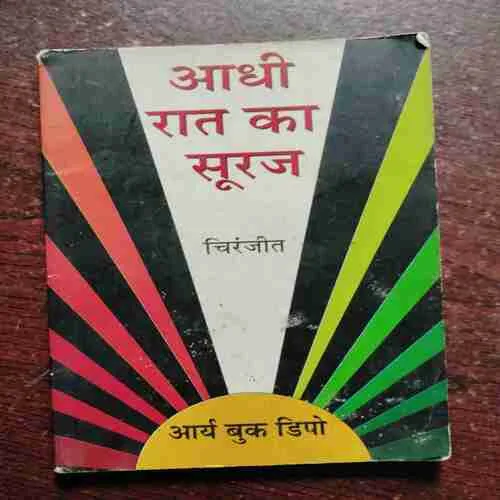 आधी
रात का
सूरज
चिरंजीत
आर्य बुक डिपो